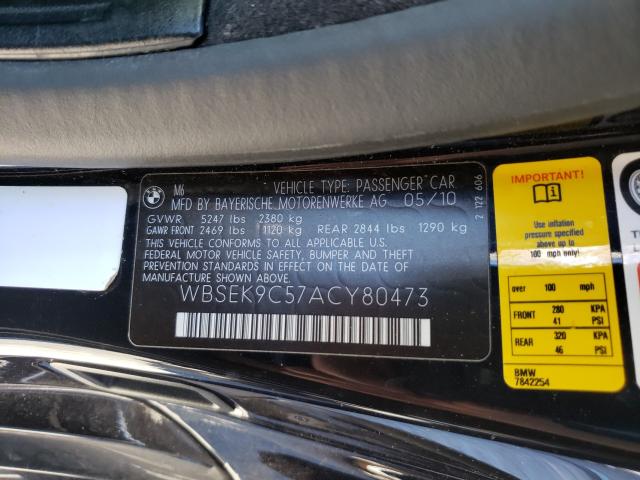 BMW
M6 VEHICLE TYPE: PASSENGER CAR
MFD BY BAYERISCHE MOTORENWERKE AG 05/10
GVWR 5247 lbs 2380 kg
GAWR FRONT 2469 lbs 1120 kg REAR 2844 lbs 1290 kg
THIS VEHICLE CONFORMS TO ALL APPLICABLE
FEDERAL MOTOR VEHICLE SAFETY, BUMPER AND THEFT
PREVENTION STANDARDS IN EFFECT ON THE DATE OF
MANUFACTURE SHOWN ABOVE.
WBSEK9C57ACY80473
2 122 606
IMPORTANT!
Use inflation
pressure specified
above
100 mph only!
over 100 mph
FRONT 280 KPA
41 PSI
REAR 320 KPA
46 PSI
BMW
7842254